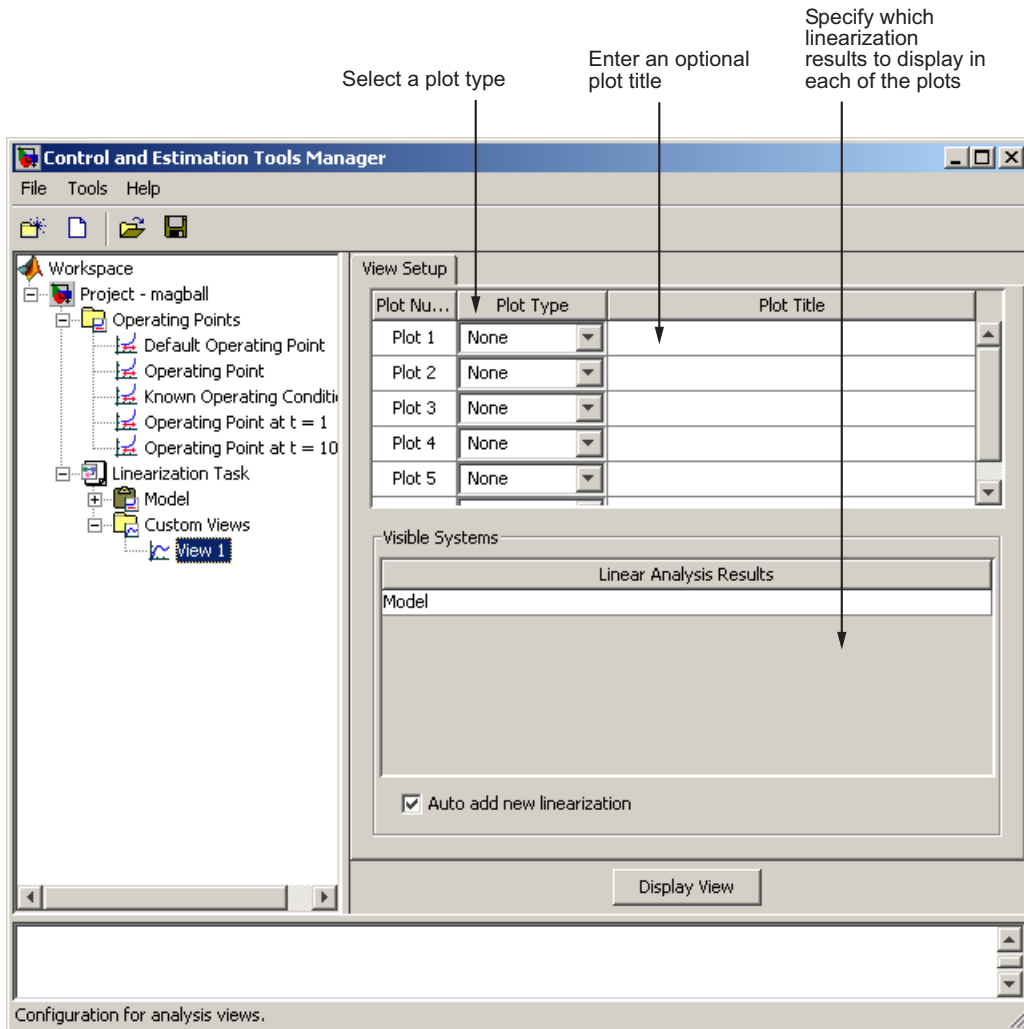 Specify which
linearization
results to display in
each of the plots
Enter an optional
plot title
Select a plot type
Control and Estimation Tools Manager
File Tools Help
Workspace
Project - magball
Operating Points
Default Operating Point
Operating Point
Known Operating Conditi
Operating Point at t = 1
Operating Point at t = 10
Linearization Task
Model
Custom Views
View 1
View Setup
Plot Nu... Plot Type Plot Title
Plot 1 None
Plot 2 None
Plot 3 None
Plot 4 None
Plot 5 None
Visible Systems
Linear Analysis Results
Model
Auto add new linearization
Display View
Configuration for analysis views.